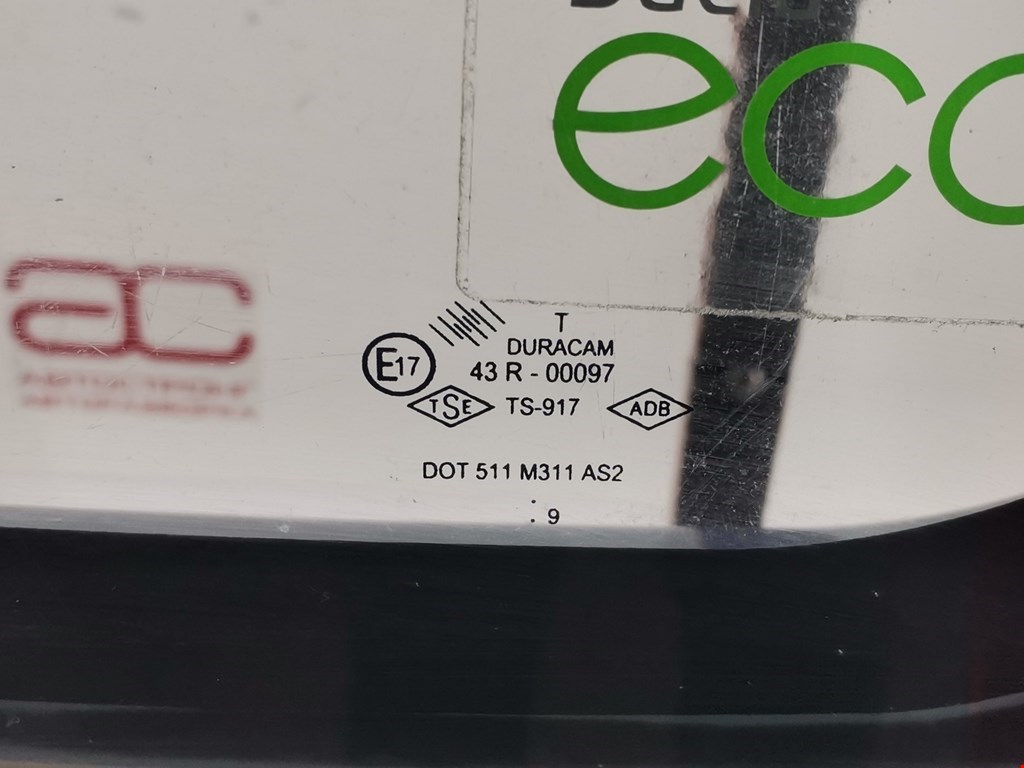 eco
T
DURACAM
E17 43 R - 00097
TSE TS-917 ADB
DOT 511 M311 AS2
: 9
ac